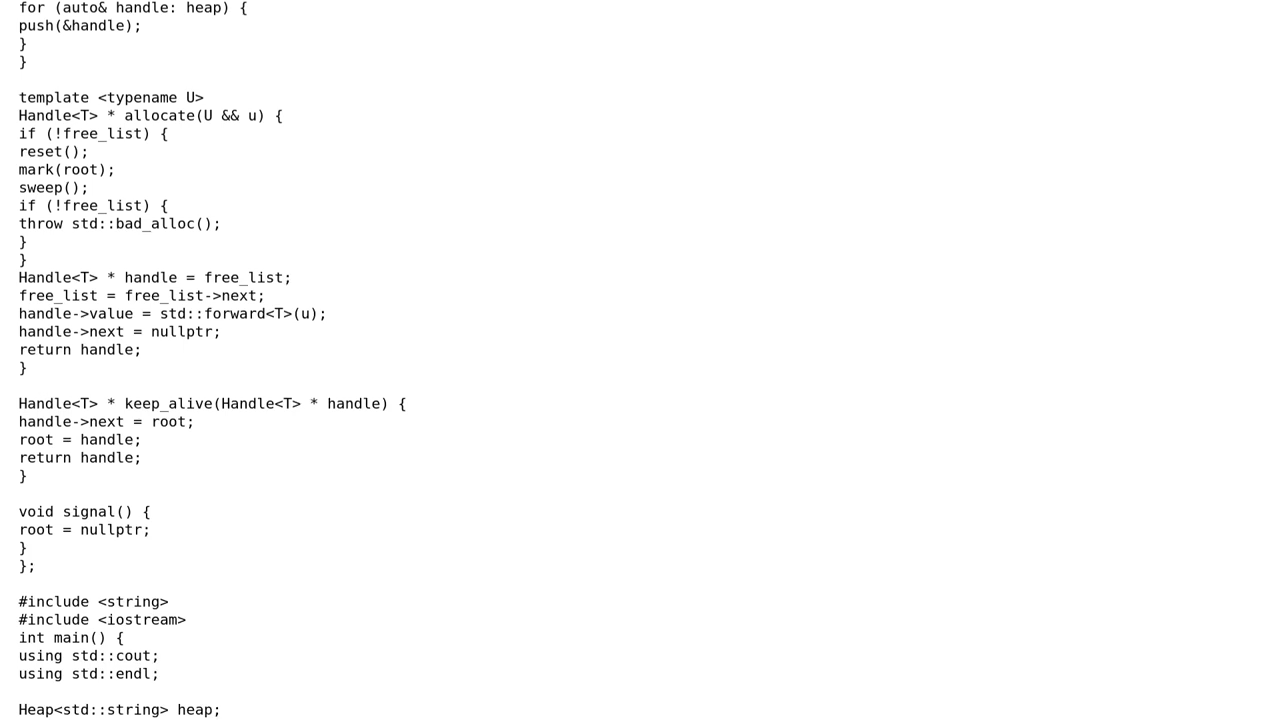 for (auto& handle: heap) {
push(&handle);
}
}
template <typename U>
Handle<T> * allocate(U && u) {
if (!free_list) {
reset();
mark(root);
sweep();
if (!free_list) {
throw std::bad_alloc();
}
}
Handle<T> * handle = free_list;
free_list = free_list->next;
handle->value = std::forward<T>(u);
handle->next = nullptr;
return handle;
}
Handle<T> * keep_alive(Handle<T> * handle) {
handle->next = root;
root = handle;
return handle;
}
void signal() {
root = nullptr;
}
};
#include <string>
#include <iostream>
int main() {
using std::cout;
using std::endl;
Heap<std::string> heap;